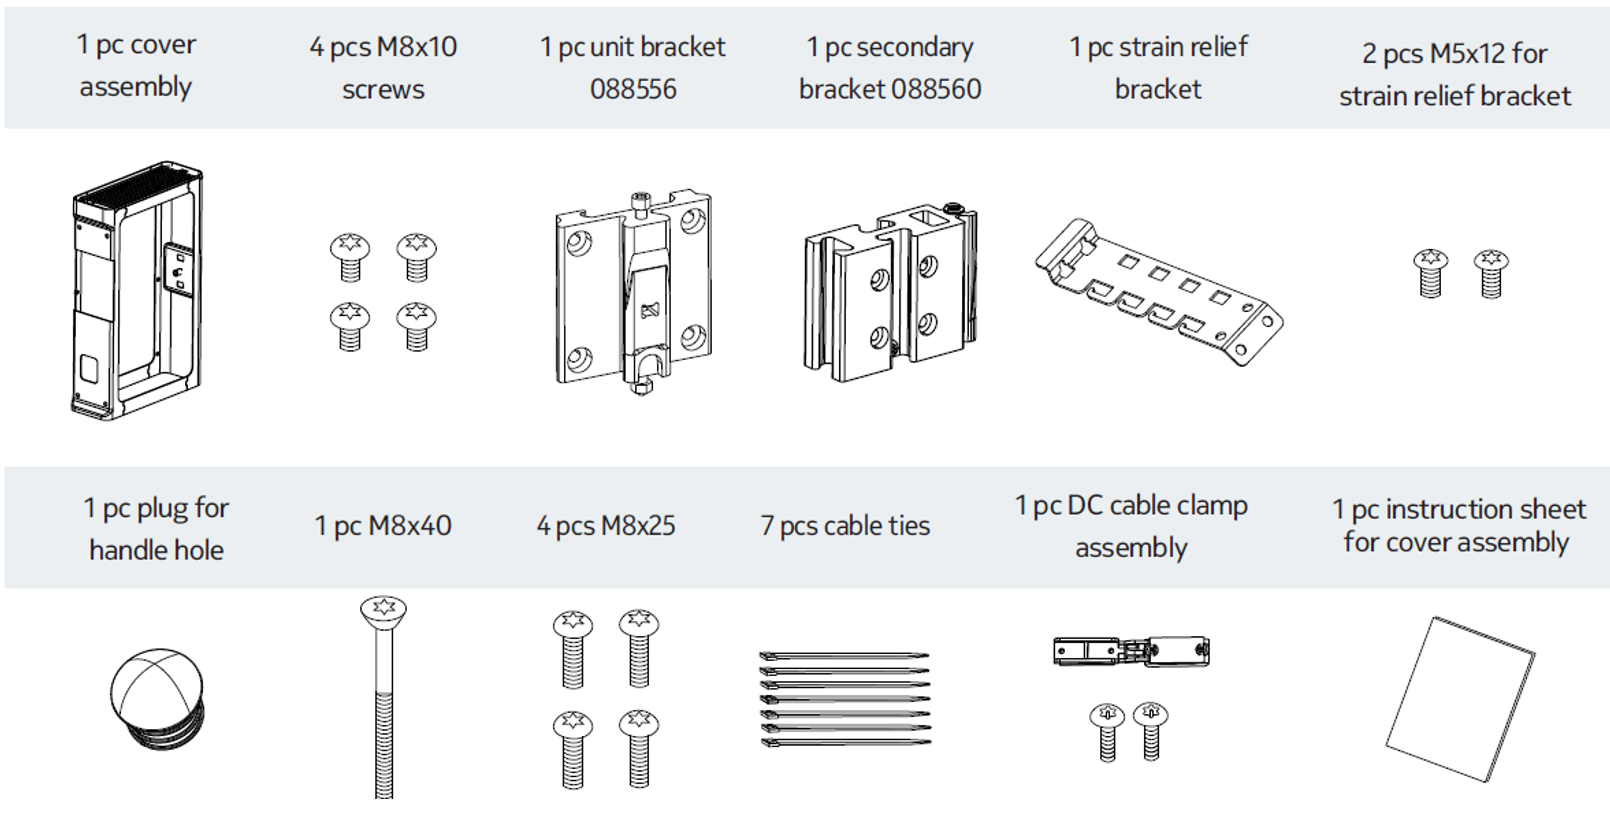 1 pc cover
assembly
4 pcs M8x10
screws
1 pc unit bracket
088556
1 pc secondary
bracket 088560
1 pc strain relief
bracket
2 pcs M5x12 for
strain relief bracket
1 pc plug for
handle hole
1 pc M8x40
4 pcs M8x25
7 pcs cable ties
1 pc DC cable clamp
assembly
1 pc instruction sheet
for cover assembly